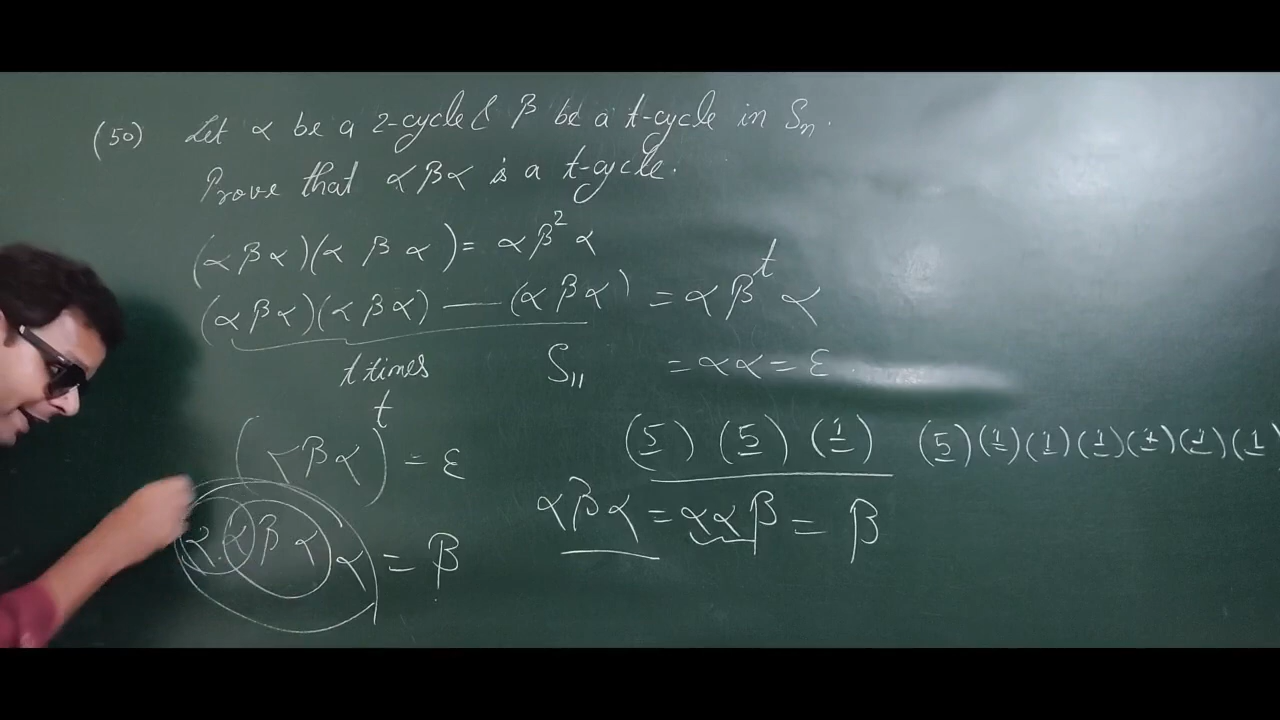 (50) Let α be a 2-cycle & β be a t-cycle in Sₙ.
Prove that αβα is a t-cycle.
(αβα)(αβα) = αβ²α
(αβα)(αβα) — (αβα) = αβᵗα
t times S₁₁ = αα = ε
(αβα)ᵗ = ε
(5)(5)(1) (5)(1)(1)(1)(1)(1)(1)
αβα = ααβ = β
α.αβαα = β